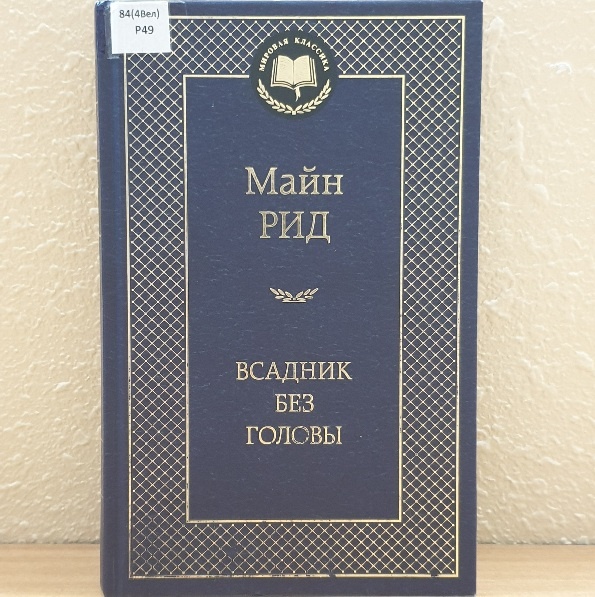 84(4Вел)
Р49
МИРОВАЯ КЛАССИКА
Майн
РИД
ВСАДНИК
БЕЗ
ГОЛОВЫ